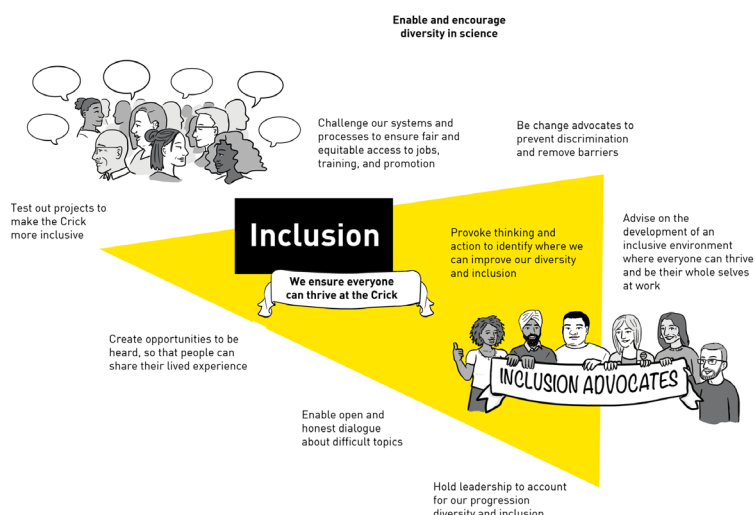 Enable and encourage
diversity in science
Challenge our systems and
processes to ensure fair and
equitable access to jobs,
training, and promotion
Be change advocates to
prevent discrimination
and remove barriers
Test out projects to
make the Crick
more inclusive
Inclusion
We ensure everyone
can thrive at the Crick
Provoke thinking and
action to identify where we
can improve our diversity
and inclusion
Advise on the
development of an
inclusive environment
where everyone can thrive
and be their whole selves
at work
INCLUSION ADVOCATES
Create opportunities to be
heard, so that people can
share their lived experience
Enable open and
honest dialogue
about difficult topics
Hold leadership to account
for our progression
diversity and inclusion